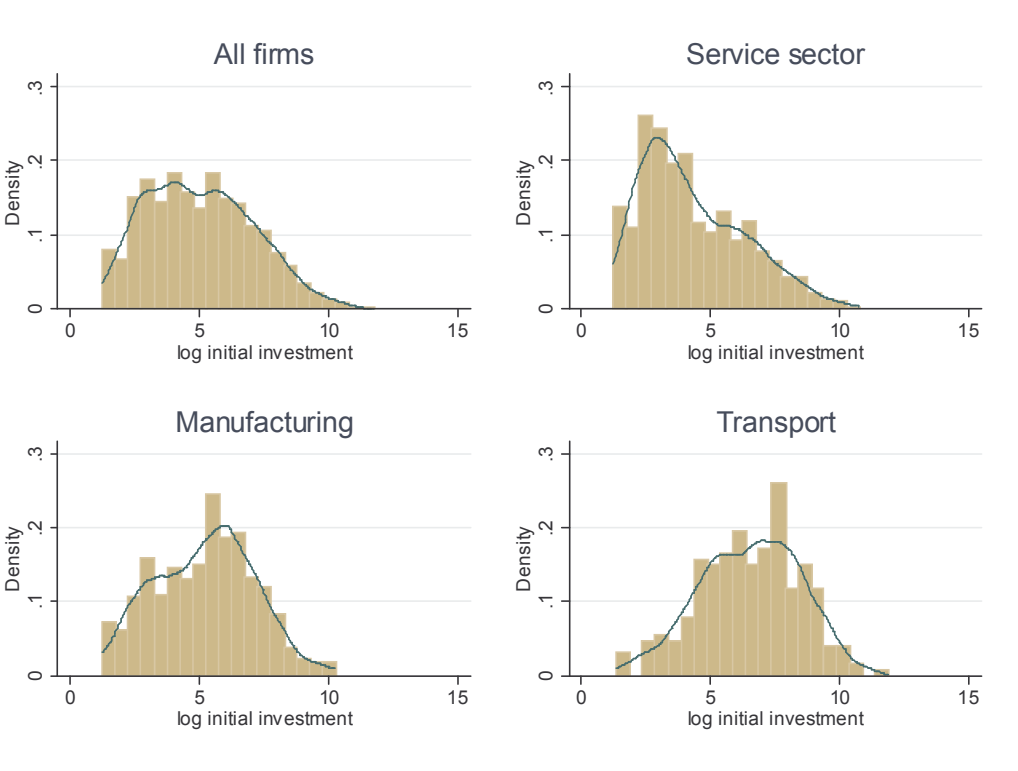 All firms
.3
.2
.1
0
Density
0 5 10 15
log initial investment
Service sector
.3
.2
.1
0
Density
0 5 10 15
log initial investment
Manufacturing
.3
.2
.1
0
Density
0 5 10 15
log initial investment
Transport
.3
.2
.1
0
Density
0 5 10 15
log initial investment